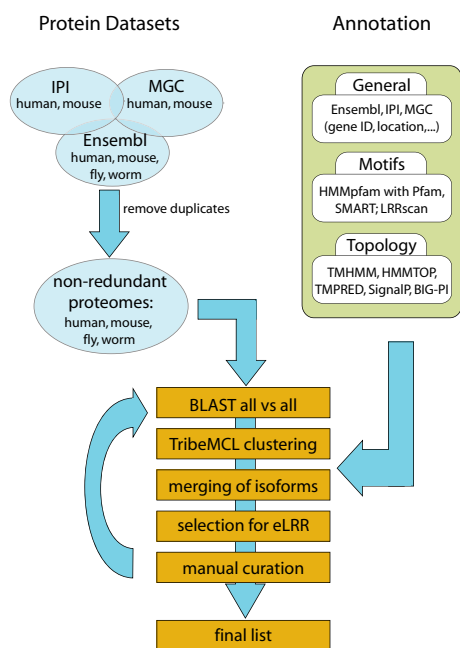 Protein Datasets
IPI
human, mouse
MGC
human, mouse
Ensembl
human, mouse,
fly, worm
remove duplicates
non-redundant
proteomes:
human, mouse,
fly, worm
Annotation
General
Ensembl, IPI, MGC
(gene ID, location,...)
Motifs
HMMpfam with Pfam,
SMART; LRRscan
Topology
TMHMM, HMMTOP,
TMPRED, SignalP, BIG-PI
BLAST all vs all
TribeMCL clustering
merging of isoforms
selection for eLRR
manual curation
final list